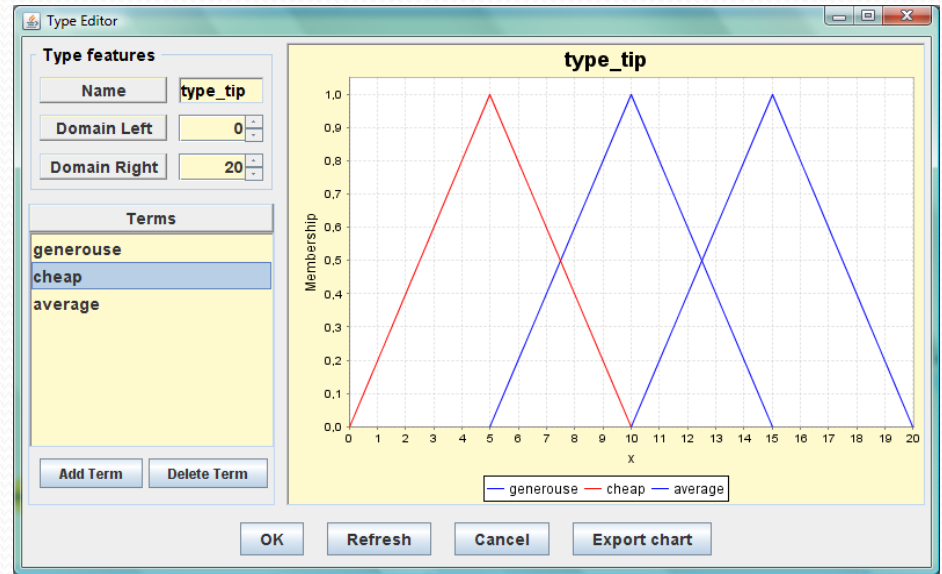 Type Editor
Type features
Name type_tip
Domain Left 0
Domain Right 20
Terms
generouse
cheap
average
Add Term Delete Term
type_tip
Membership
1,0
0,9
0,8
0,7
0,6
0,5
0,4
0,3
0,2
0,1
0,0
0 1 2 3 4 5 6 7 8 9 10 11 12 13 14 15 16 17 18 19 20
x
generouse cheap average
OK Refresh Cancel Export chart